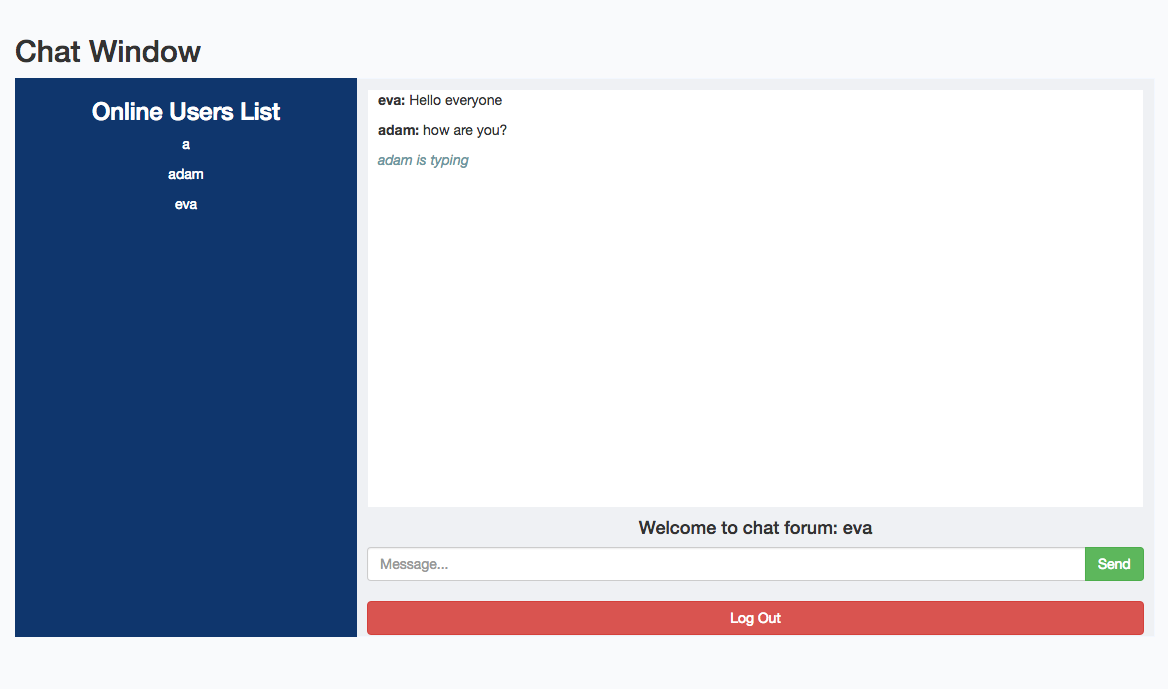 Chat Window
Online Users List
a
adam
eva
eva: Hello everyone
adam: how are you?
adam is typing
Welcome to chat forum: eva
Message...
Send
Log Out